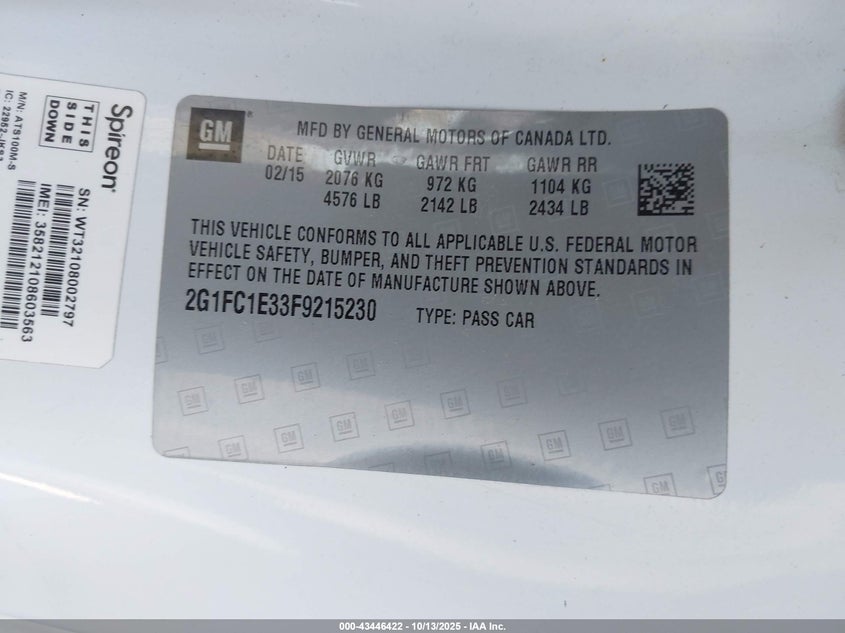 GM
MFD BY GENERAL MOTORS OF CANADA LTD.
DATE GVWR GAWR FRT GAWR RR
02/15 2076 KG 972 KG 1104 KG
4576 LB 2142 LB 2434 LB
THIS VEHICLE CONFORMS TO ALL APPLICABLE U.S. FEDERAL MOTOR
VEHICLE SAFETY, BUMPER, AND THEFT PREVENTION STANDARDS IN
EFFECT ON THE DATE OF MANUFACTURE SHOWN ABOVE.
2G1FC1E33F9215230 TYPE: PASS CAR
Spireon®
THIS
SIDE
DOWN
M/N: ATS100M-S
SN: WT32108002797
IMEI: 358212108603563
000-43446422 - 10/13/2025 - IAA Inc.